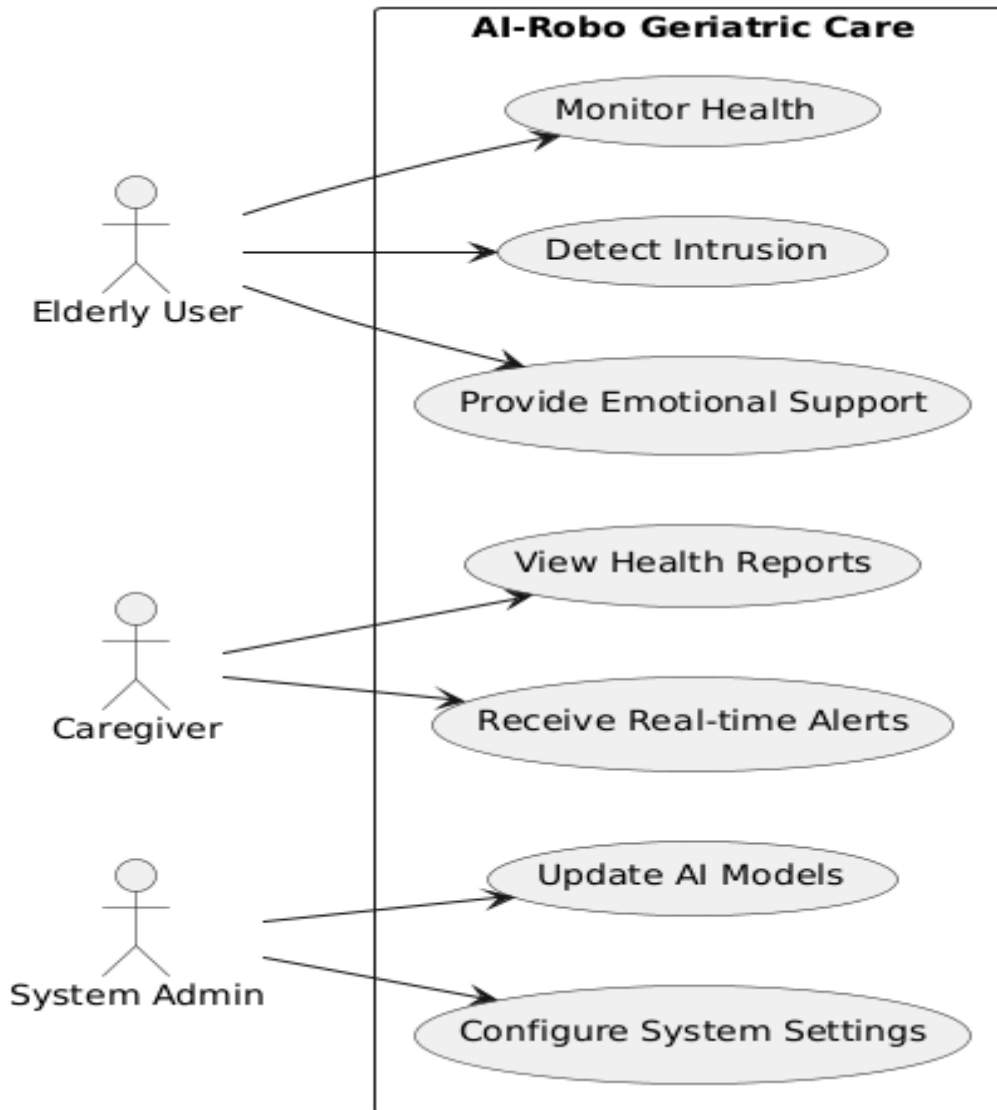 AI-Robo Geriatric Care
Monitor Health
Detect Intrusion
Elderly User
Provide Emotional Support
View Health Reports
Caregiver
Receive Real-time Alerts
Update AI Models
System Admin
Configure System Settings